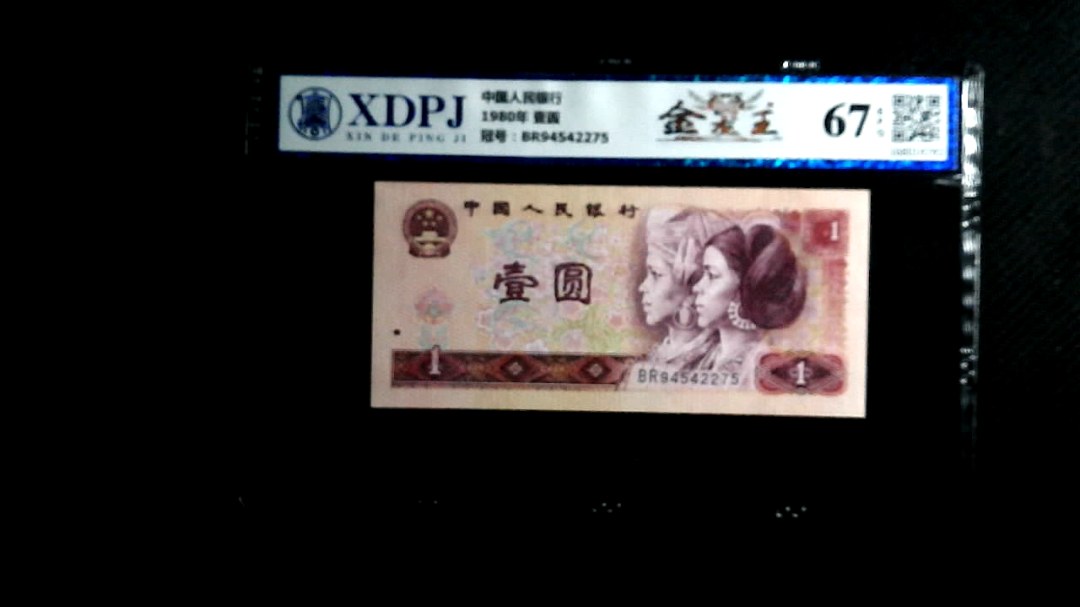 XDPJ
XIN DE PING JI
中国人民银行
1980年 壹圆
冠号：BR94542275
金 王
67
中国人民银行
1
壹圆
1
BR94542275
1